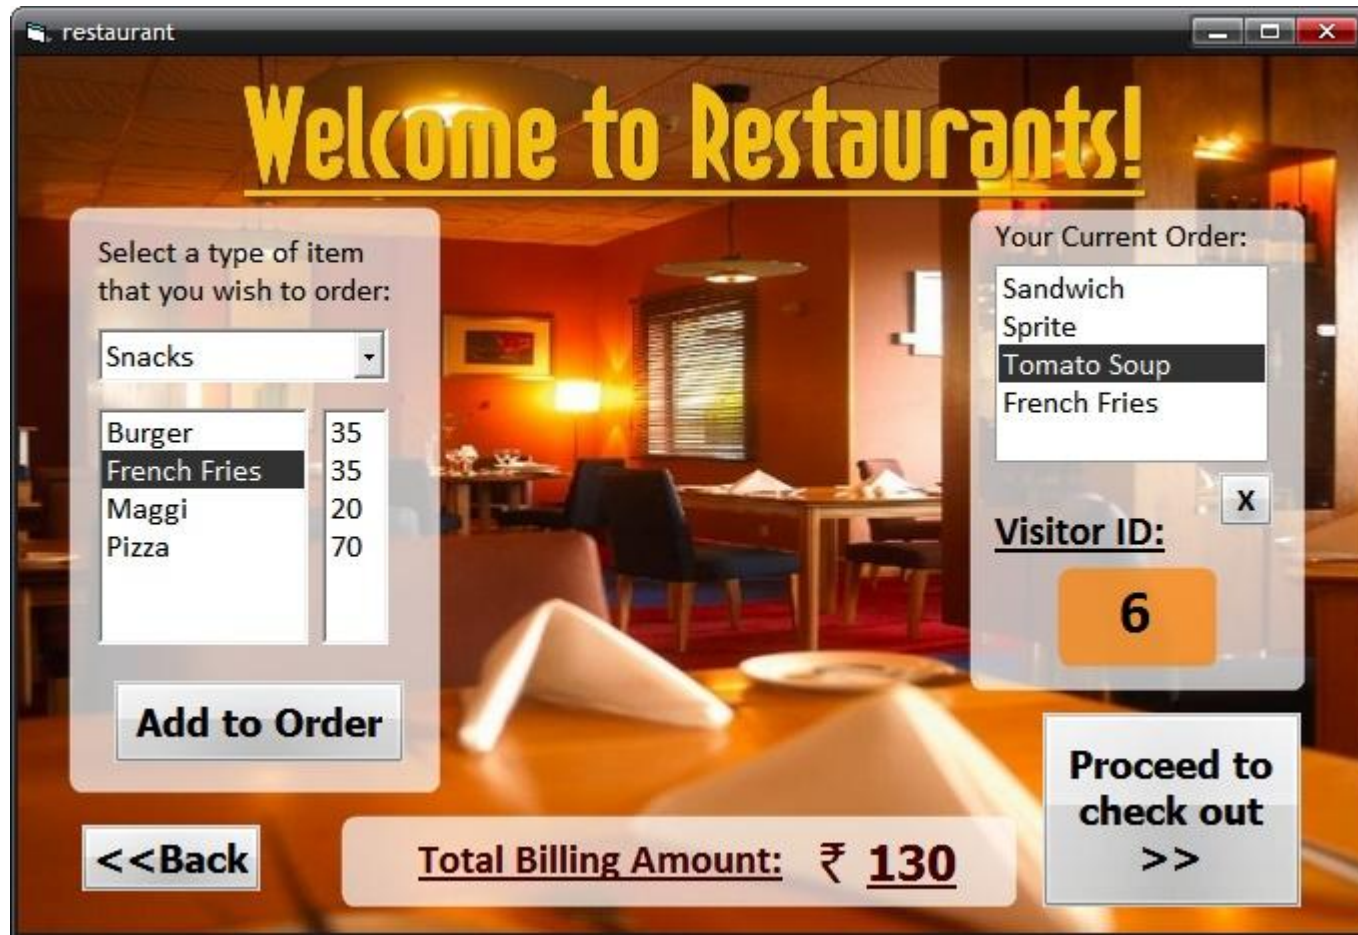 restaurant
Welcome to Restaurants!
Select a type of item
that you wish to order:
Snacks
Burger 35
French Fries 35
Maggi 20
Pizza 70
Add to Order
<<Back
Your Current Order:
Sandwich
Sprite
Tomato Soup
French Fries
X
Visitor ID:
6
Total Billing Amount: ₹ 130
Proceed to
check out
>>